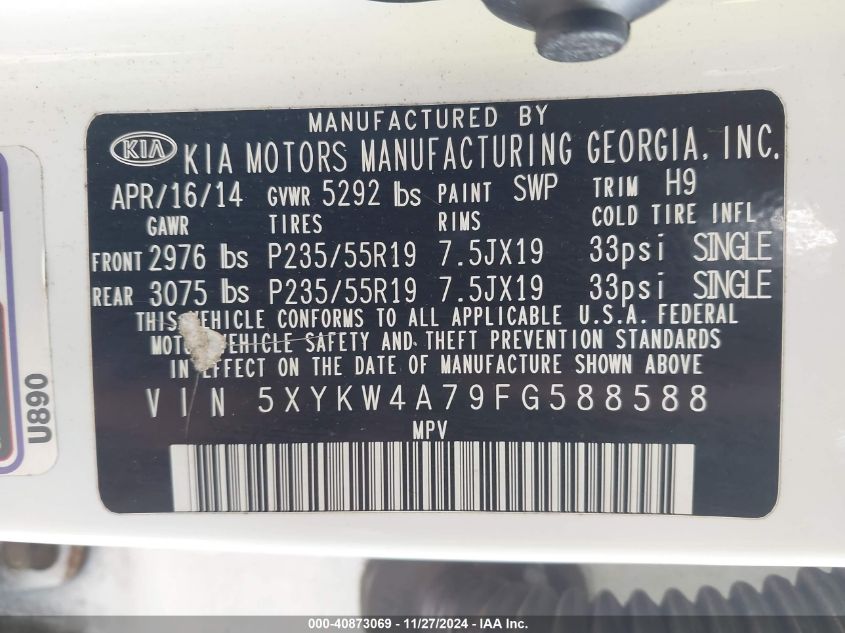 MANUFACTURED BY
KIA KIA MOTORS MANUFACTURING GEORGIA, INC.
APR/16/14 GVWR 5292 lbs PAINT SWP TRIM H9
GAWR TIRES RIMS COLD TIRE INFL
FRONT 2976 lbs P235/55R19 7.5JX19 33psi SINGLE
REAR 3075 lbs P235/55R19 7.5JX19 33psi SINGLE
THIS VEHICLE CONFORMS TO ALL APPLICABLE U.S.A. FEDERAL
MOTOR VEHICLE SAFETY AND THEFT PREVENTION STANDARDS
IN EFFECT ON THE DATE OF MANUFACTURE SHOWN ABOVE
VIN 5XYKW4A79FG588588
MPV
U890
000-40873069 - 11/27/2024 - IAA Inc.